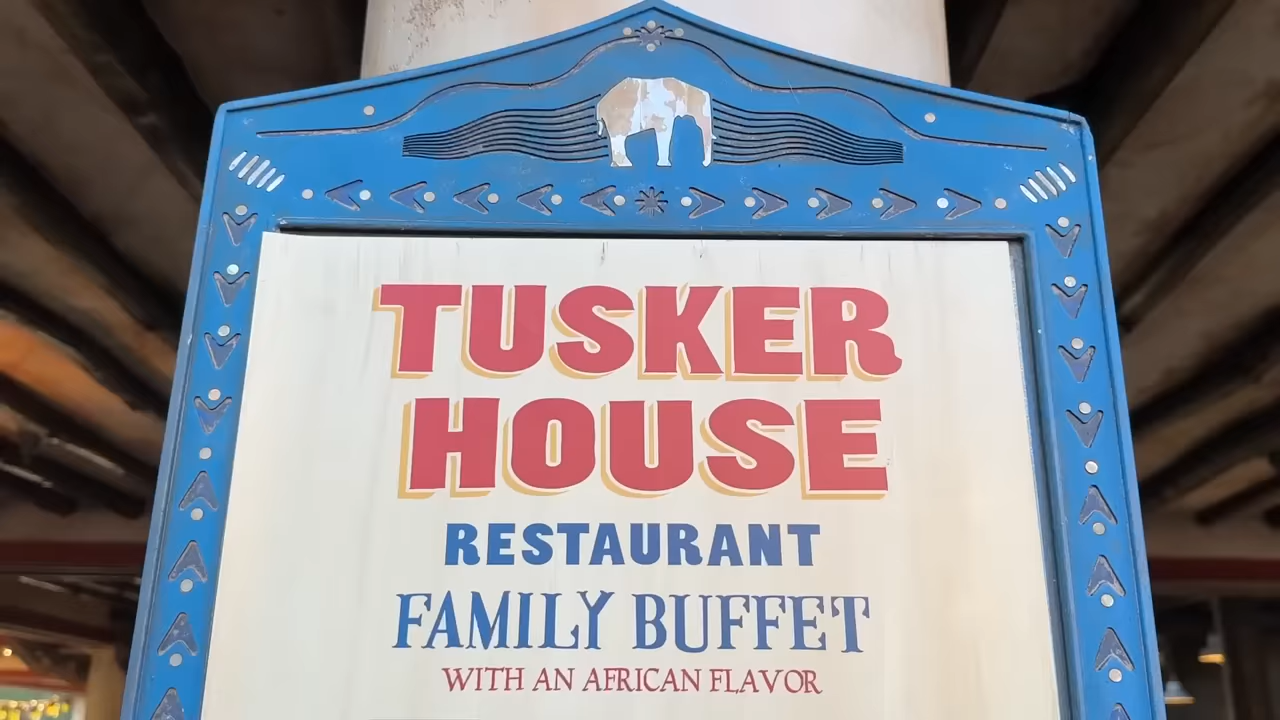 TUSKER
HOUSE
RESTAURANT
FAMILY BUFFET
WITH AN AFRICAN FLAVOR